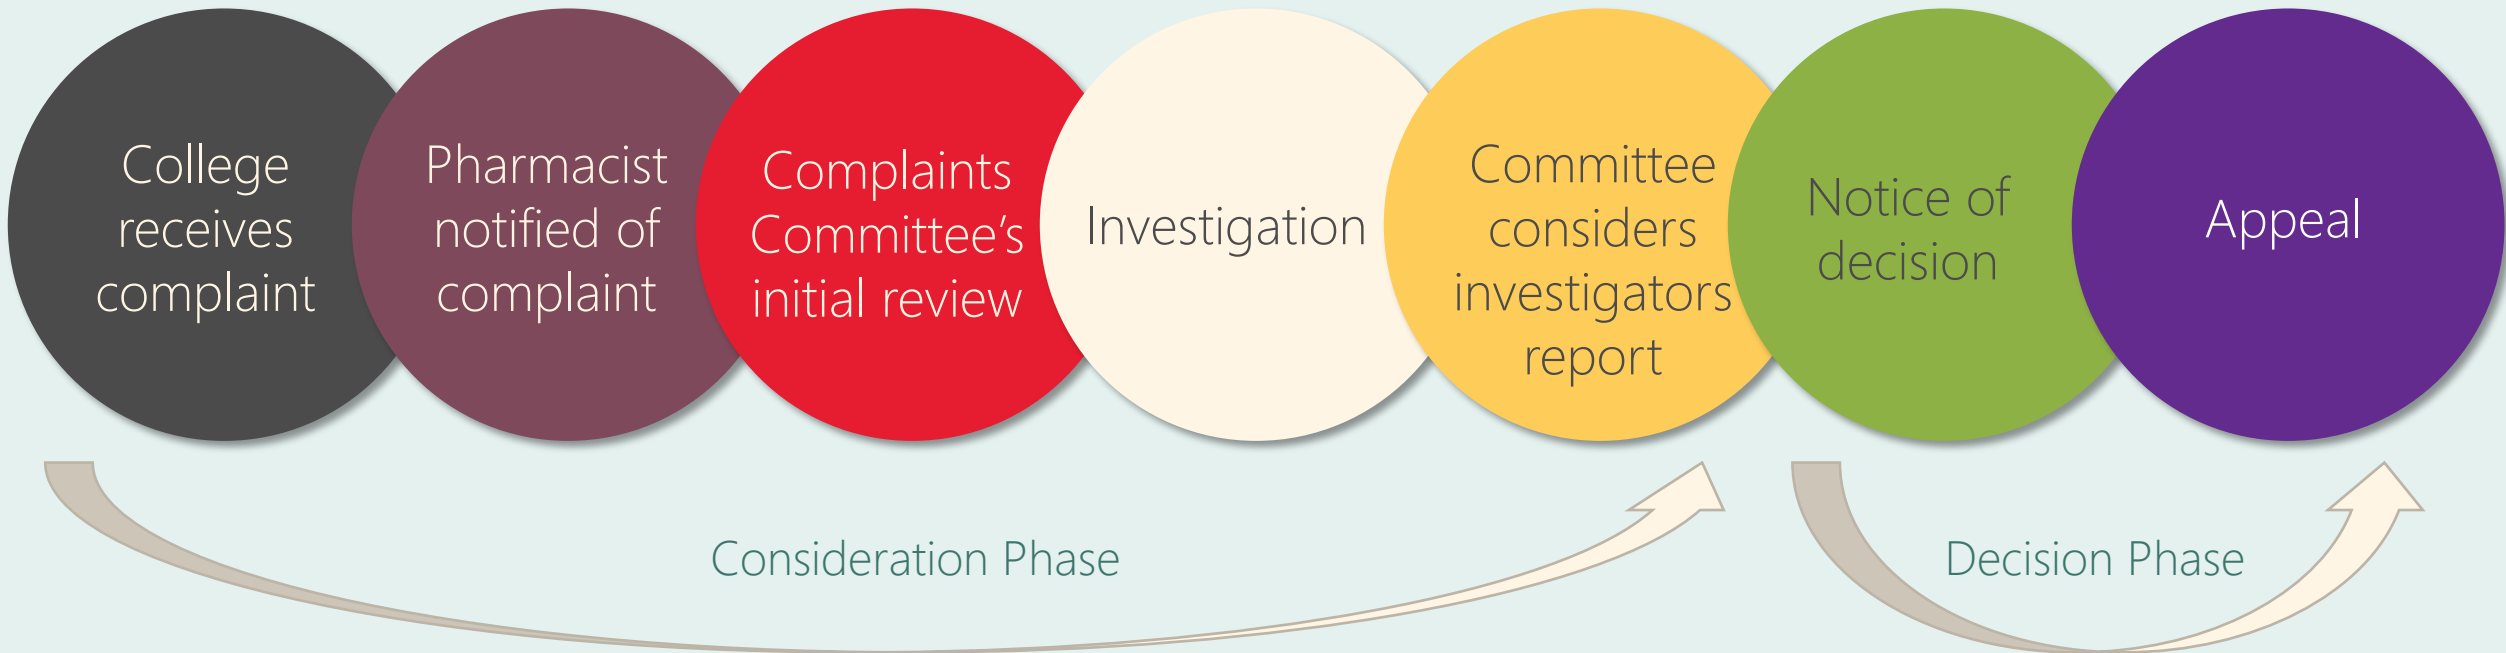 College
receives
complaint
Pharmacist
notified of
complaint
Complaints
Committee’s
initial review
Investigation
Committee
considers
investigators
report
Notice of
decision
Appeal
Consideration Phase
Decision Phase